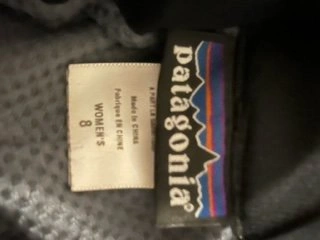 patagonia®
Made in CHINA
Fabriqué EN CHINE
WOMEN'S
8